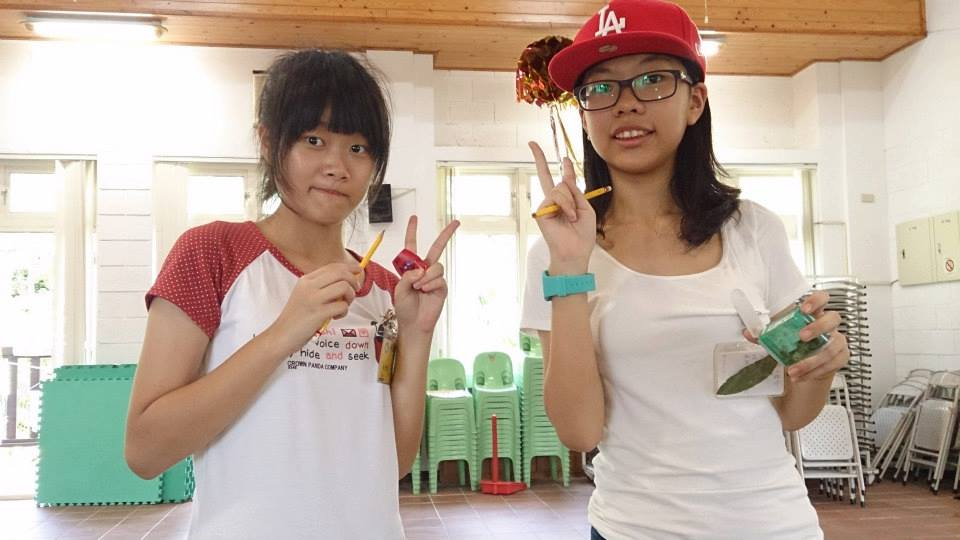 LA
voice down
hide and seek
CROWN PANDA COMPANY